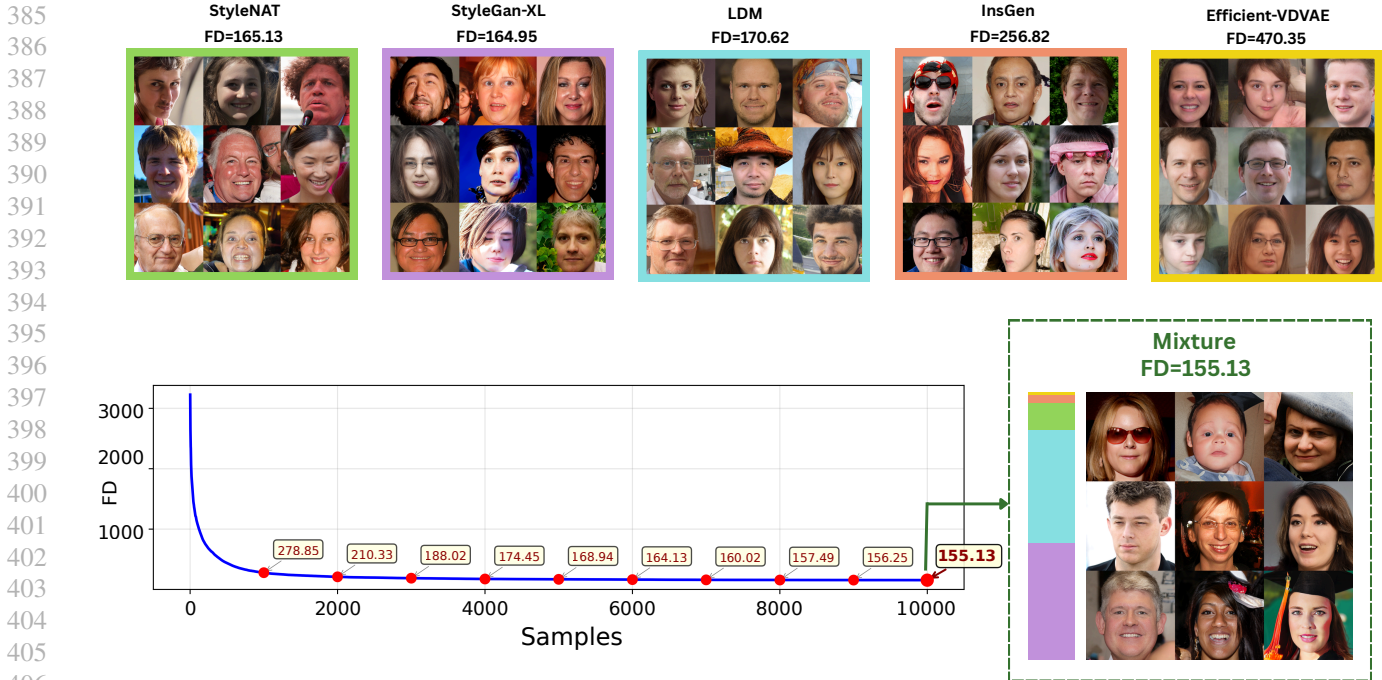 StyleNAT
FD=165.13
StyleGan-XL
FD=164.95
LDM
FD=170.62
InsGen
FD=256.82
Efficient-VDVAE
FD=470.35
385
386
387
388
389
390
391
392
393
394
395
396
397
398
399
400
401
402
403
404
405
Mixture
FD=155.13
3000
2000
1000
FD
278.85
210.33
188.02
174.45
168.94
164.13
160.02
157.49
156.25
155.13
0 2000 4000 6000 8000 10000
Samples